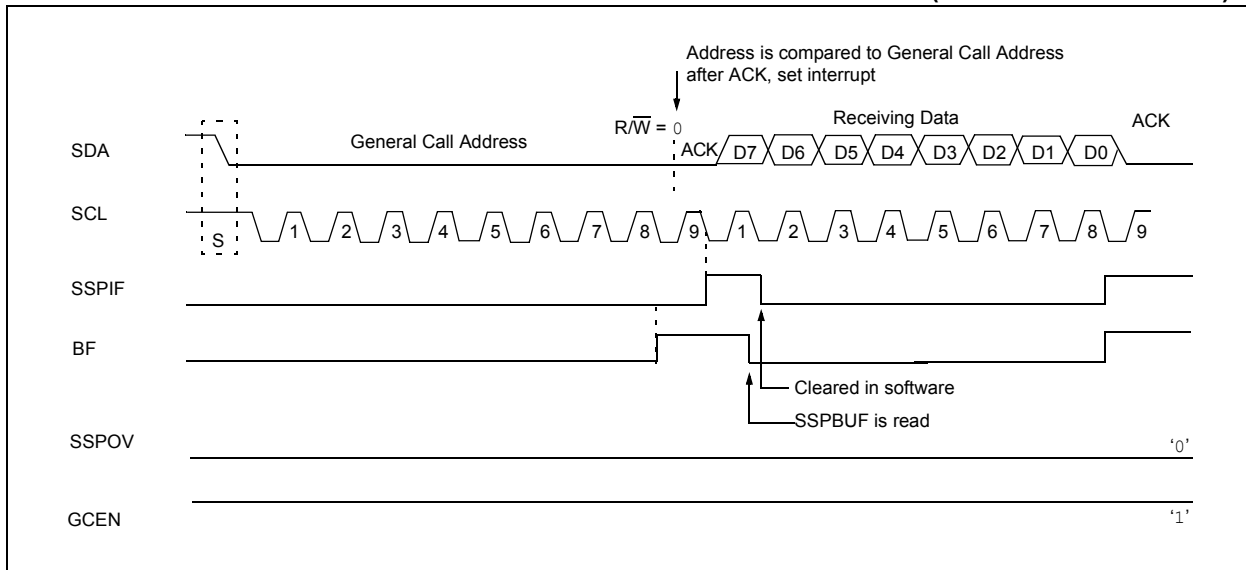 Address is compared to General Call Address
after ACK, set interrupt
R/W̅ = 0
Receiving Data
ACK
SDA
General Call Address
ACK
D7 D6 D5 D4 D3 D2 D1 D0
SCL
S
1 2 3 4 5 6 7 8 9 1 2 3 4 5 6 7 8 9
SSPIF
BF
Cleared in software
SSPBUF is read
SSPOV
‘0’
GCEN
‘1’